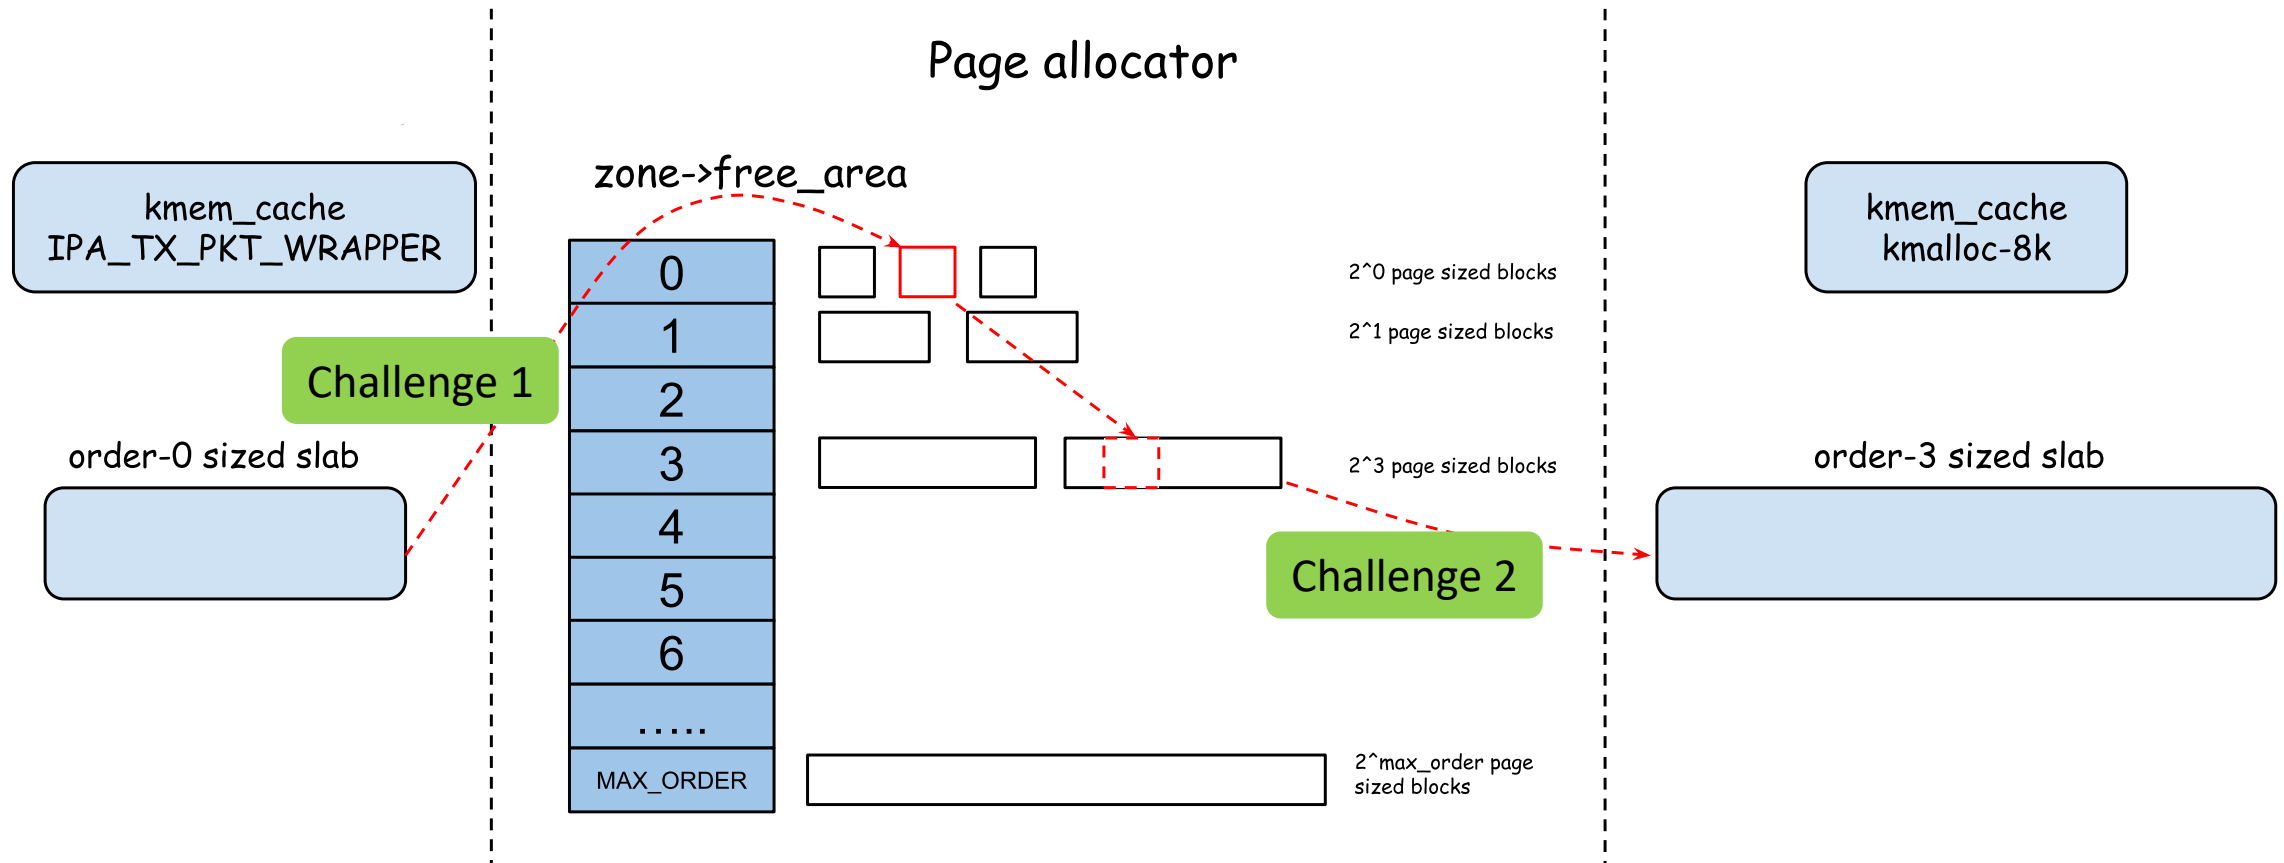 Page allocator
kmem_cache
IPA_TX_PKT_WRAPPER
zone->free_area
kmem_cache
kmalloc-8k
0
2^0 page sized blocks
1
2^1 page sized blocks
Challenge 1
2
order-0 sized slab
3
2^3 page sized blocks
order-3 sized slab
4
Challenge 2
5
6
.....
MAX_ORDER
2^max_order page
sized blocks